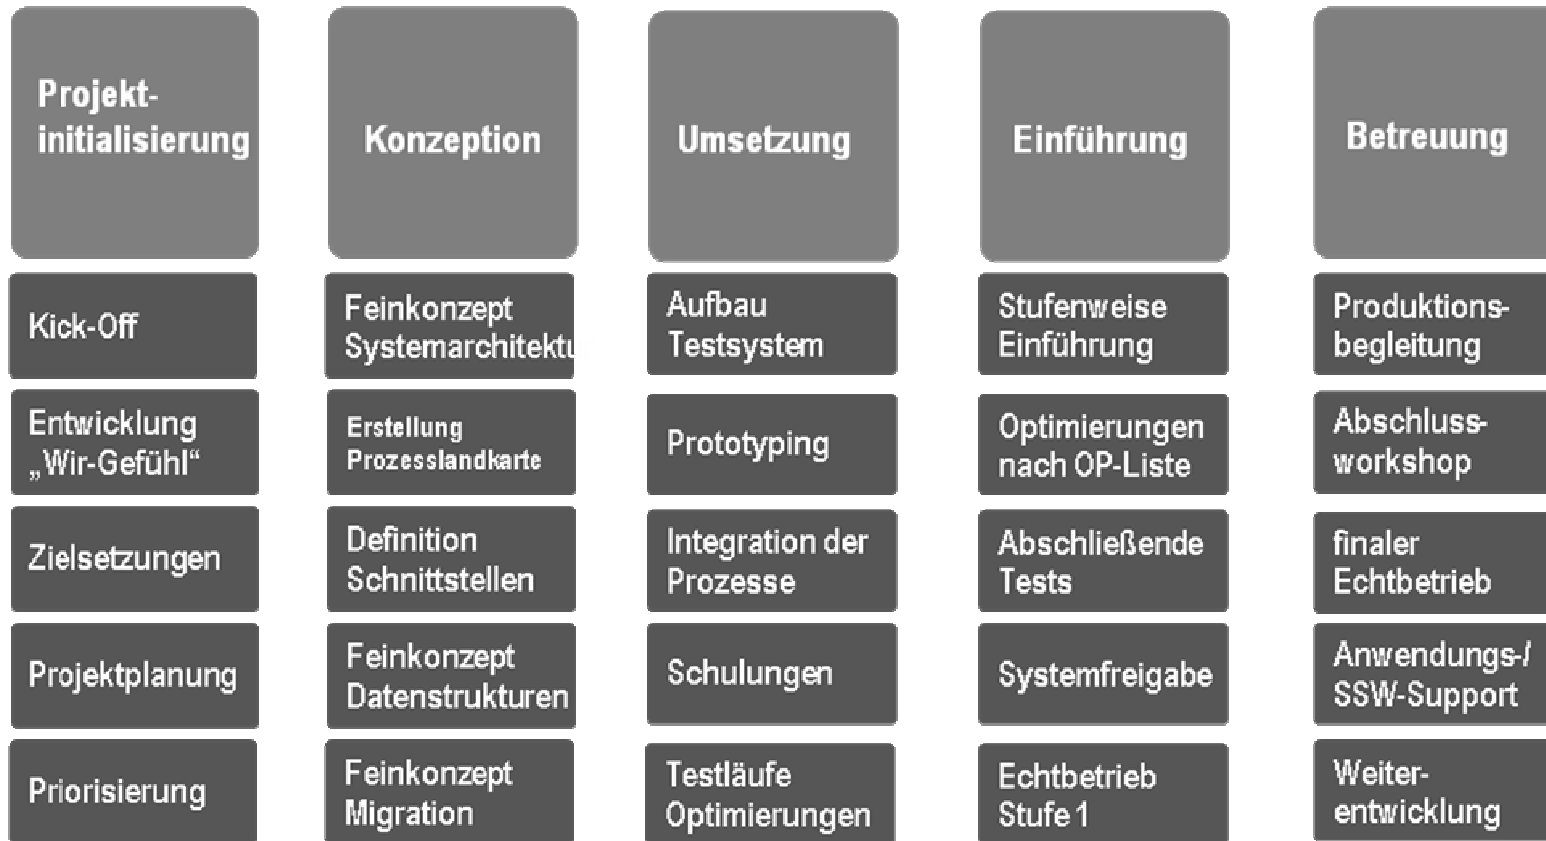 Projekt-
initialisierung
Kick-Off
Entwicklung
„Wir-Gefühl“
Zielsetzungen
Projektplanung
Priorisierung
Konzeption
Feinkonzept
Systemarchitektu
Erstellung
Prozesslandkarte
Definition
Schnittstellen
Feinkonzept
Datenstrukturen
Feinkonzept
Migration
Umsetzung
Aufbau
Testsystem
Prototyping
Integration der
Prozesse
Schulungen
Testläufe
Optimierungen
Einführung
Stufenweise
Einführung
Optimierungen
nach OP-Liste
Abschließende
Tests
Systemfreigabe
Echtbetrieb
Stufe 1
Betreuung
Produktions-
begleitung
Abschluss-
workshop
finaler
Echtbetrieb
Anwendungs-/
SSW-Support
Weiter-
entwicklung